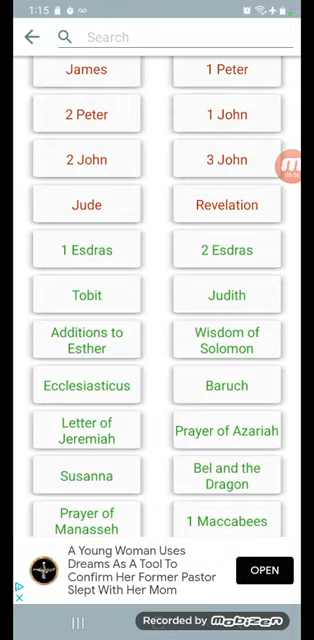 1:15
Search
James
1 Peter
2 Peter
1 John
2 John
3 John
Jude
Revelation
1 Esdras
2 Esdras
Tobit
Judith
Additions to
Esther
Wisdom of
Solomon
Ecclesiasticus
Baruch
Letter of
Jeremiah
Prayer of Azariah
Susanna
Bel and the
Dragon
Prayer of
Manasseh
1 Maccabees
A Young Woman Uses
Dreams As A Tool To
Confirm Her Former Pastor
Slept With Her Mom
OPEN
Recorded by mobizen